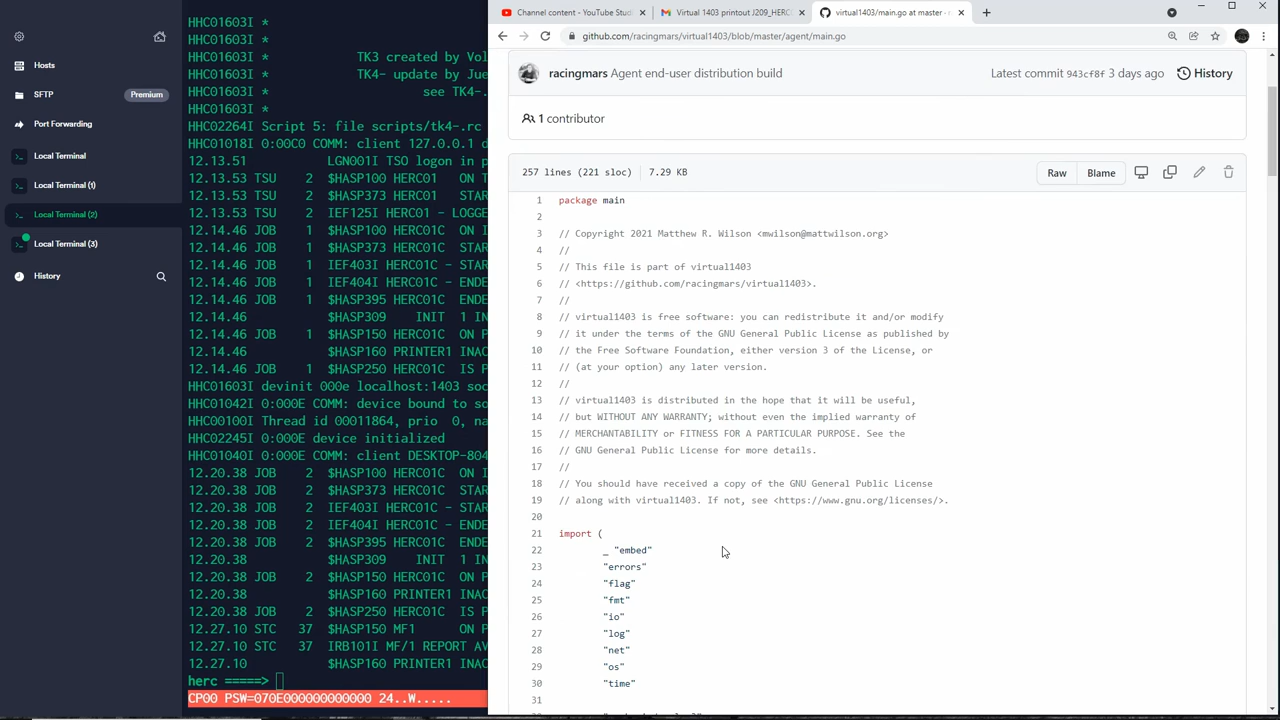 Hosts
SFTP Premium
Port Forwarding
Local Terminal
Local Terminal (1)
Local Terminal (2)
Local Terminal (3)
History
HHC01603I *
HHC01603I *
HHC01603I * TK3 created by Vol
HHC01603I * TK4- update by Jue
HHC01603I * see TK4-.
HHC01603I *
HHC02264I Script 5: file scripts/tk4-.rc
HHC01018I 0:00C0 COMM: client 127.0.0.1 d
12.13.51 LGN001I TSO logon in p
12.13.53 TSU 2 $HASP100 HERC01 ON T
12.13.53 TSU 2 $HASP373 HERC01 STAR
12.13.53 TSU 2 IEF125I HERC01 - LOGG
12.14.46 JOB 1 $HASP100 HERC01C ON I
12.14.46 JOB 1 $HASP373 HERC01C STAR
12.14.46 JOB 1 IEF403I HERC01C - STAR
12.14.46 JOB 1 IEF404I HERC01C - ENDE
12.14.46 JOB 1 $HASP395 HERC01C ENDE
12.14.46 $HASP309 INIT 1 IN
12.14.46 JOB 1 $HASP150 HERC01C ON P
12.14.46 $HASP160 PRINTER1 INAC
12.14.46 JOB 1 $HASP250 HERC01C IS P
HHC01603I devinit 000e localhost:1403 soc
HHC01042I 0:000E COMM: device bound to so
HHC00100I Thread id 00011864, prio 0, na
HHC02245I 0:000E device initialized
HHC01040I 0:000E COMM: client DESKTOP-804
12.20.38 JOB 2 $HASP100 HERC01C ON I
12.20.38 JOB 2 $HASP373 HERC01C STAR
12.20.38 JOB 2 IEF403I HERC01C - STAR
12.20.38 JOB 2 IEF404I HERC01C - ENDE
12.20.38 JOB 2 $HASP395 HERC01C ENDE
12.20.38 $HASP309 INIT 1 IN
12.20.38 JOB 2 $HASP150 HERC01C ON P
12.20.38 $HASP160 PRINTER1 INAC
12.20.38 JOB 2 $HASP250 HERC01C IS P
12.27.10 STC 37 $HASP150 MF1 ON P
12.27.10 STC 37 IRB101I MF/1 REPORT AV
12.27.10 $HASP160 PRINTER1 INAC
herc =====>
CP00 PSW=070E000000000000 24..W.....
Channel content - YouTube Stud
Virtual 1403 printout J209_HERC
virtual1403/main.go at master · r
github.com/racingmars/virtual1403/blob/master/agent/main.go
racingmars Agent end-user distribution build Latest commit 943cf8f 3 days ago History
1 contributor
257 lines (221 sloc) 7.29 KB Raw Blame
1 package main
2
3 // Copyright 2021 Matthew R. Wilson <mwilson@mattwilson.org>
4 //
5 // This file is part of virtual1403
6 // <https://github.com/racingmars/virtual1403>.
7 //
8 // virtual1403 is free software: you can redistribute it and/or modify
9 // it under the terms of the GNU General Public License as published by
10 // the Free Software Foundation, either version 3 of the License, or
11 // (at your option) any later version.
12 //
13 // virtual1403 is distributed in the hope that it will be useful,
14 // but WITHOUT ANY WARRANTY; without even the implied warranty of
15 // MERCHANTABILITY or FITNESS FOR A PARTICULAR PURPOSE. See the
16 // GNU General Public License for more details.
17 //
18 // You should have received a copy of the GNU General Public License
19 // along with virtual1403. If not, see <https://www.gnu.org/licenses/>.
20
21 import (
22 _ "embed"
23 "errors"
24 "flag"
25 "fmt"
26 "io"
27 "log"
28 "net"
29 "os"
30 "time"
31